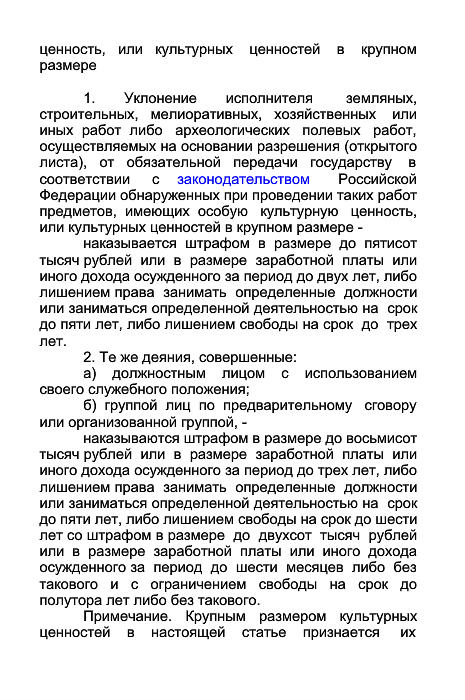 ценность, или культурных ценностей в крупном
размере
1. Уклонение исполнителя земляных,
строительных, мелиоративных, хозяйственных или
иных работ либо археологических полевых работ,
осуществляемых на основании разрешения (открытого
листа), от обязательной передачи государству в
соответствии с законодательством Российской
Федерации обнаруженных при проведении таких работ
предметов, имеющих особую культурную ценность,
или культурных ценностей в крупном размере -
наказывается штрафом в размере до пятисот
тысяч рублей или в размере заработной платы или
иного дохода осужденного за период до двух лет, либо
лишением права занимать определенные должности
или заниматься определенной деятельностью на срок
до пяти лет, либо лишением свободы на срок до трех
лет.
2. Те же деяния, совершенные:
а) должностным лицом с использованием
своего служебного положения;
б) группой лиц по предварительному сговору
или организованной группой, -
наказываются штрафом в размере до восьмисот
тысяч рублей или в размере заработной платы или
иного дохода осужденного за период до трех лет, либо
лишением права занимать определенные должности
или заниматься определенной деятельностью на срок
до пяти лет, либо лишением свободы на срок до шести
лет со штрафом в размере до двухсот тысяч рублей
или в размере заработной платы или иного дохода
осужденного за период до шести месяцев либо без
такового и с ограничением свободы на срок до
полутора лет либо без такового.
Примечание. Крупным размером культурных
ценностей в настоящей статье признается их